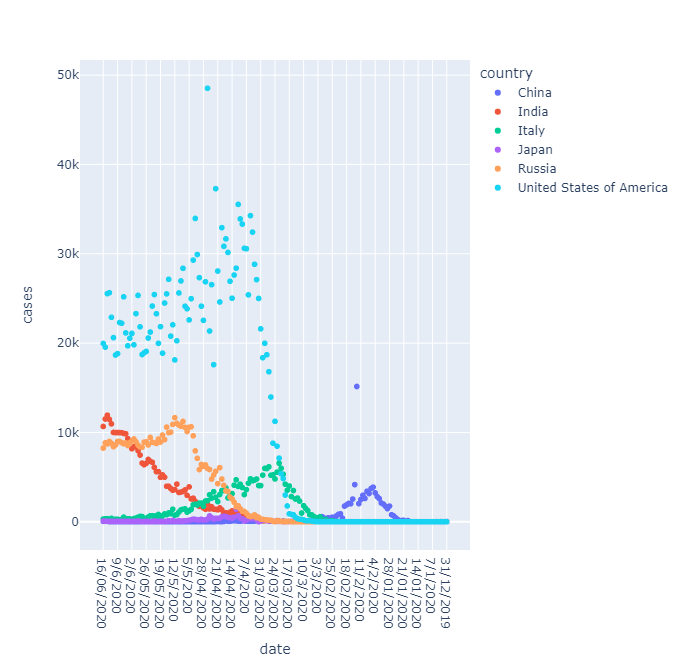 50k
40k
30k
20k
10k
0
cases
16/06/2020
9/6/2020
2/6/2020
26/05/2020
19/05/2020
12/5/2020
5/5/2020
28/04/2020
21/04/2020
14/04/2020
7/4/2020
31/03/2020
24/03/2020
17/03/2020
10/3/2020
3/3/2020
25/02/2020
18/02/2020
11/2/2020
4/2/2020
28/01/2020
21/01/2020
14/01/2020
7/1/2020
31/12/2019
date
country
China
India
Italy
Japan
Russia
United States of America